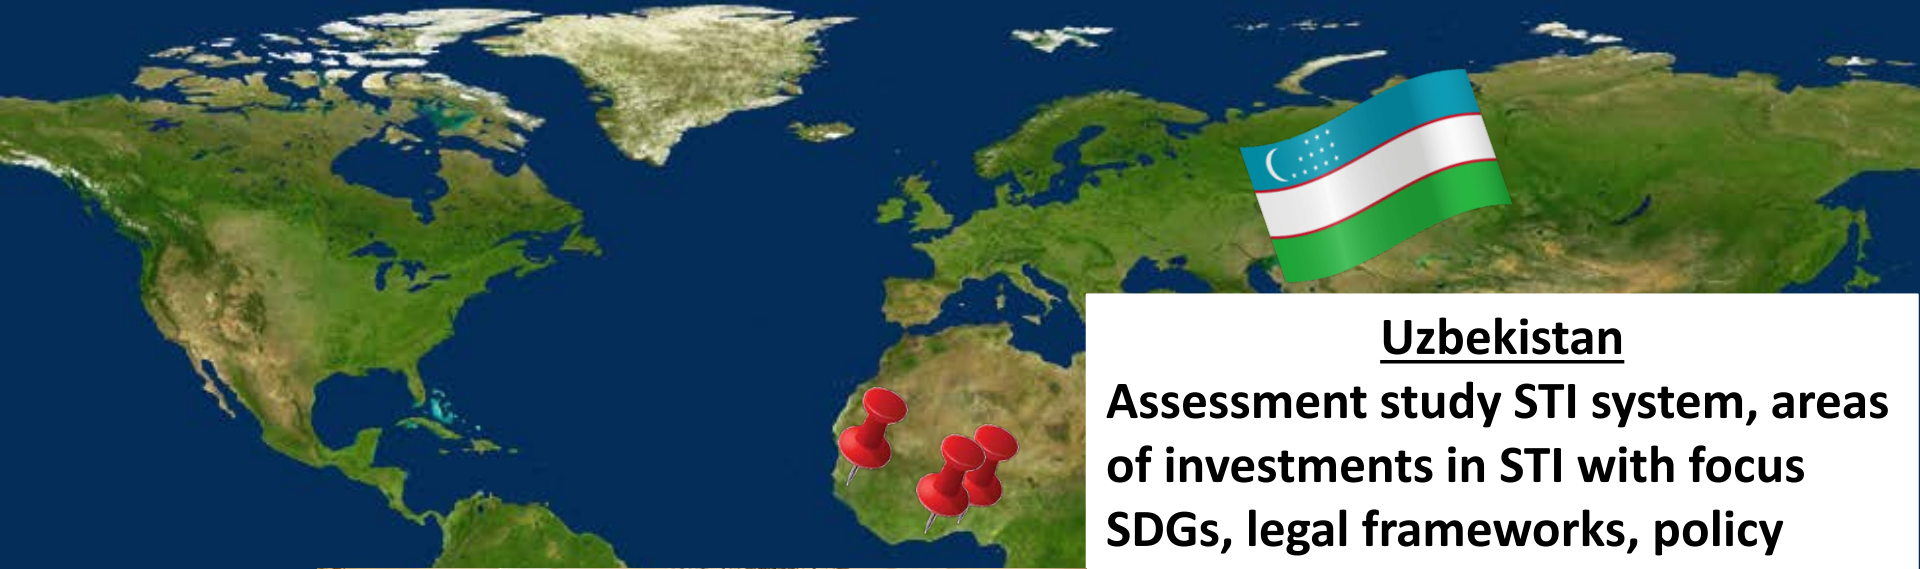 Uzbekistan
Assessment study STI system, areas
of investments in STI with focus
SDGs, legal frameworks, policy